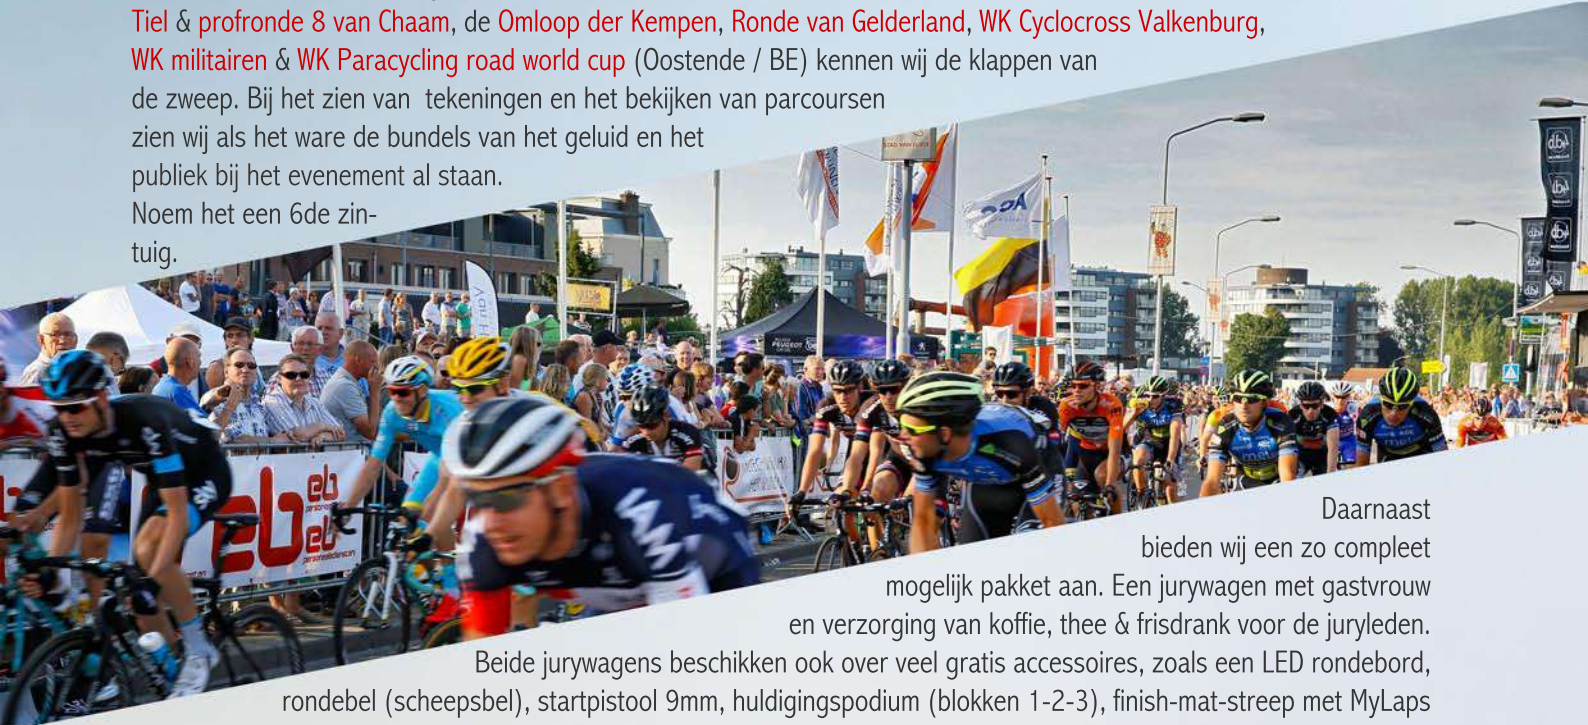 Tiel & profronde 8 van Chaam, de Omloop der Kempen, Ronde van Gelderland, WK Cyclocross Valkenburg,
WK militairen & WK Paracycling road world cup (Oostende / BE) kennen wij de klappen van
de zweep. Bij het zien van tekeningen en het bekijken van parcoursen
zien wij als het ware de bundels van het geluid en het
publiek bij het evenement al staan.
Noem het een 6de zin-
tuig.
PEUGEOT
eb
eb
eb
eb
Daarnaast
bieden wij een zo compleet
mogelijk pakket aan. Een jurywagen met gastvrouw
en verzorging van koffie, thee & frisdrank voor de juryleden.
Beide jurywagens beschikken ook over veel gratis accessoires, zoals een LED rondebord,
rondebel (scheepsbel), startpistool 9mm, huldigingspodium (blokken 1-2-3), finish-mat-streep met MyLaps